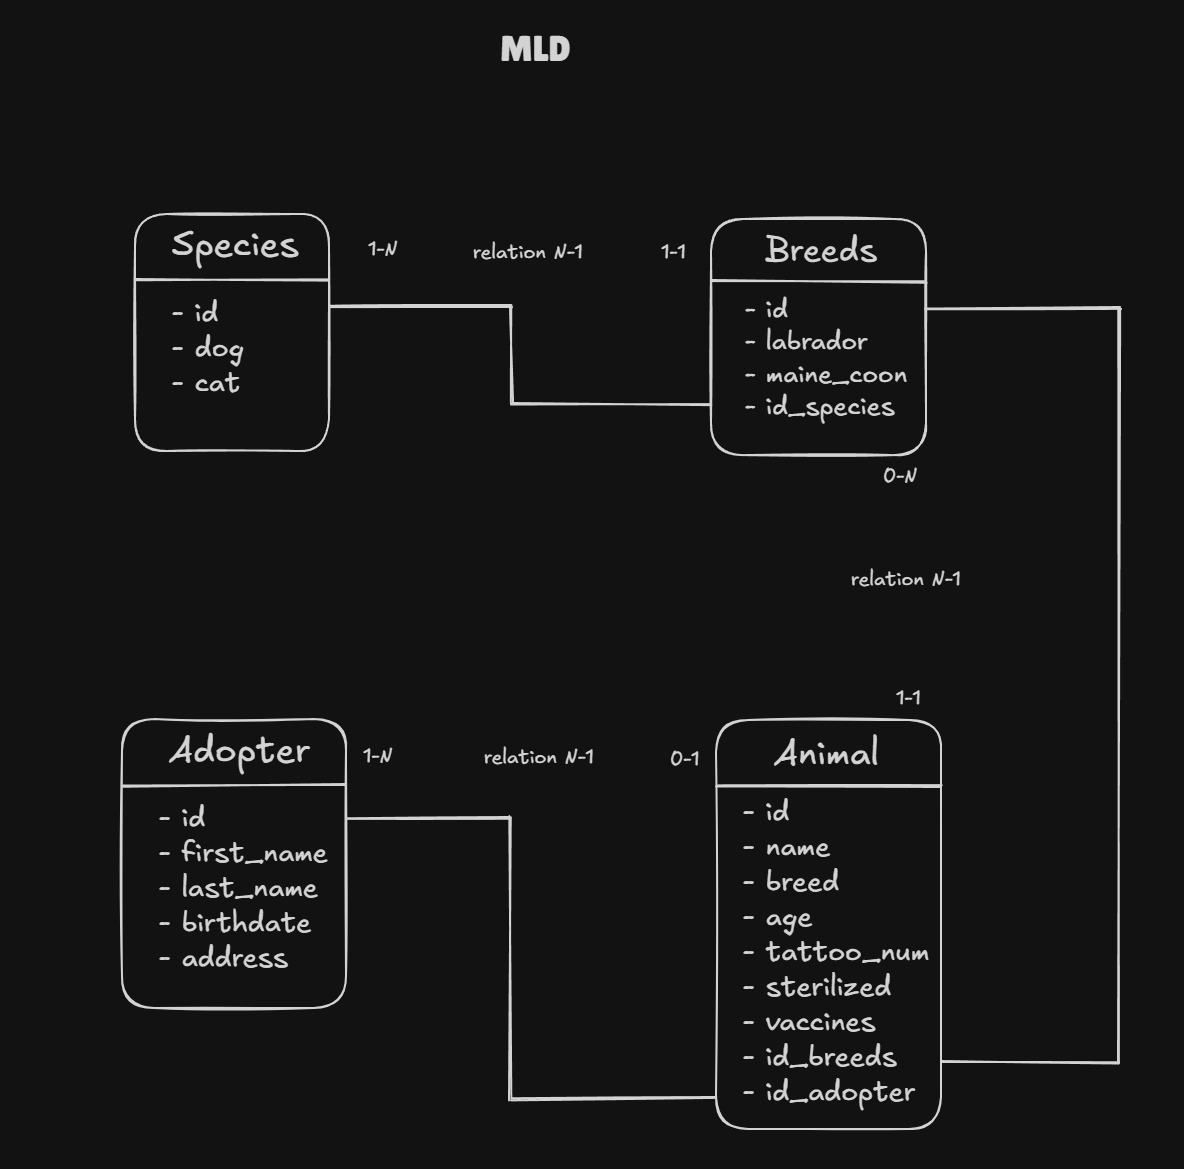 MLD
Species
- id
- dog
- cat
1-N
relation N-1
1-1
Breeds
- id
- labrador
- maine_coon
- id_species
0-N
relation N-1
1-1
Adopter
- id
- first_name
- last_name
- birthdate
- address
1-N
relation N-1
0-1
Animal
- id
- name
- breed
- age
- tattoo_num
- sterilized
- vaccines
- id_breeds
- id_adopter